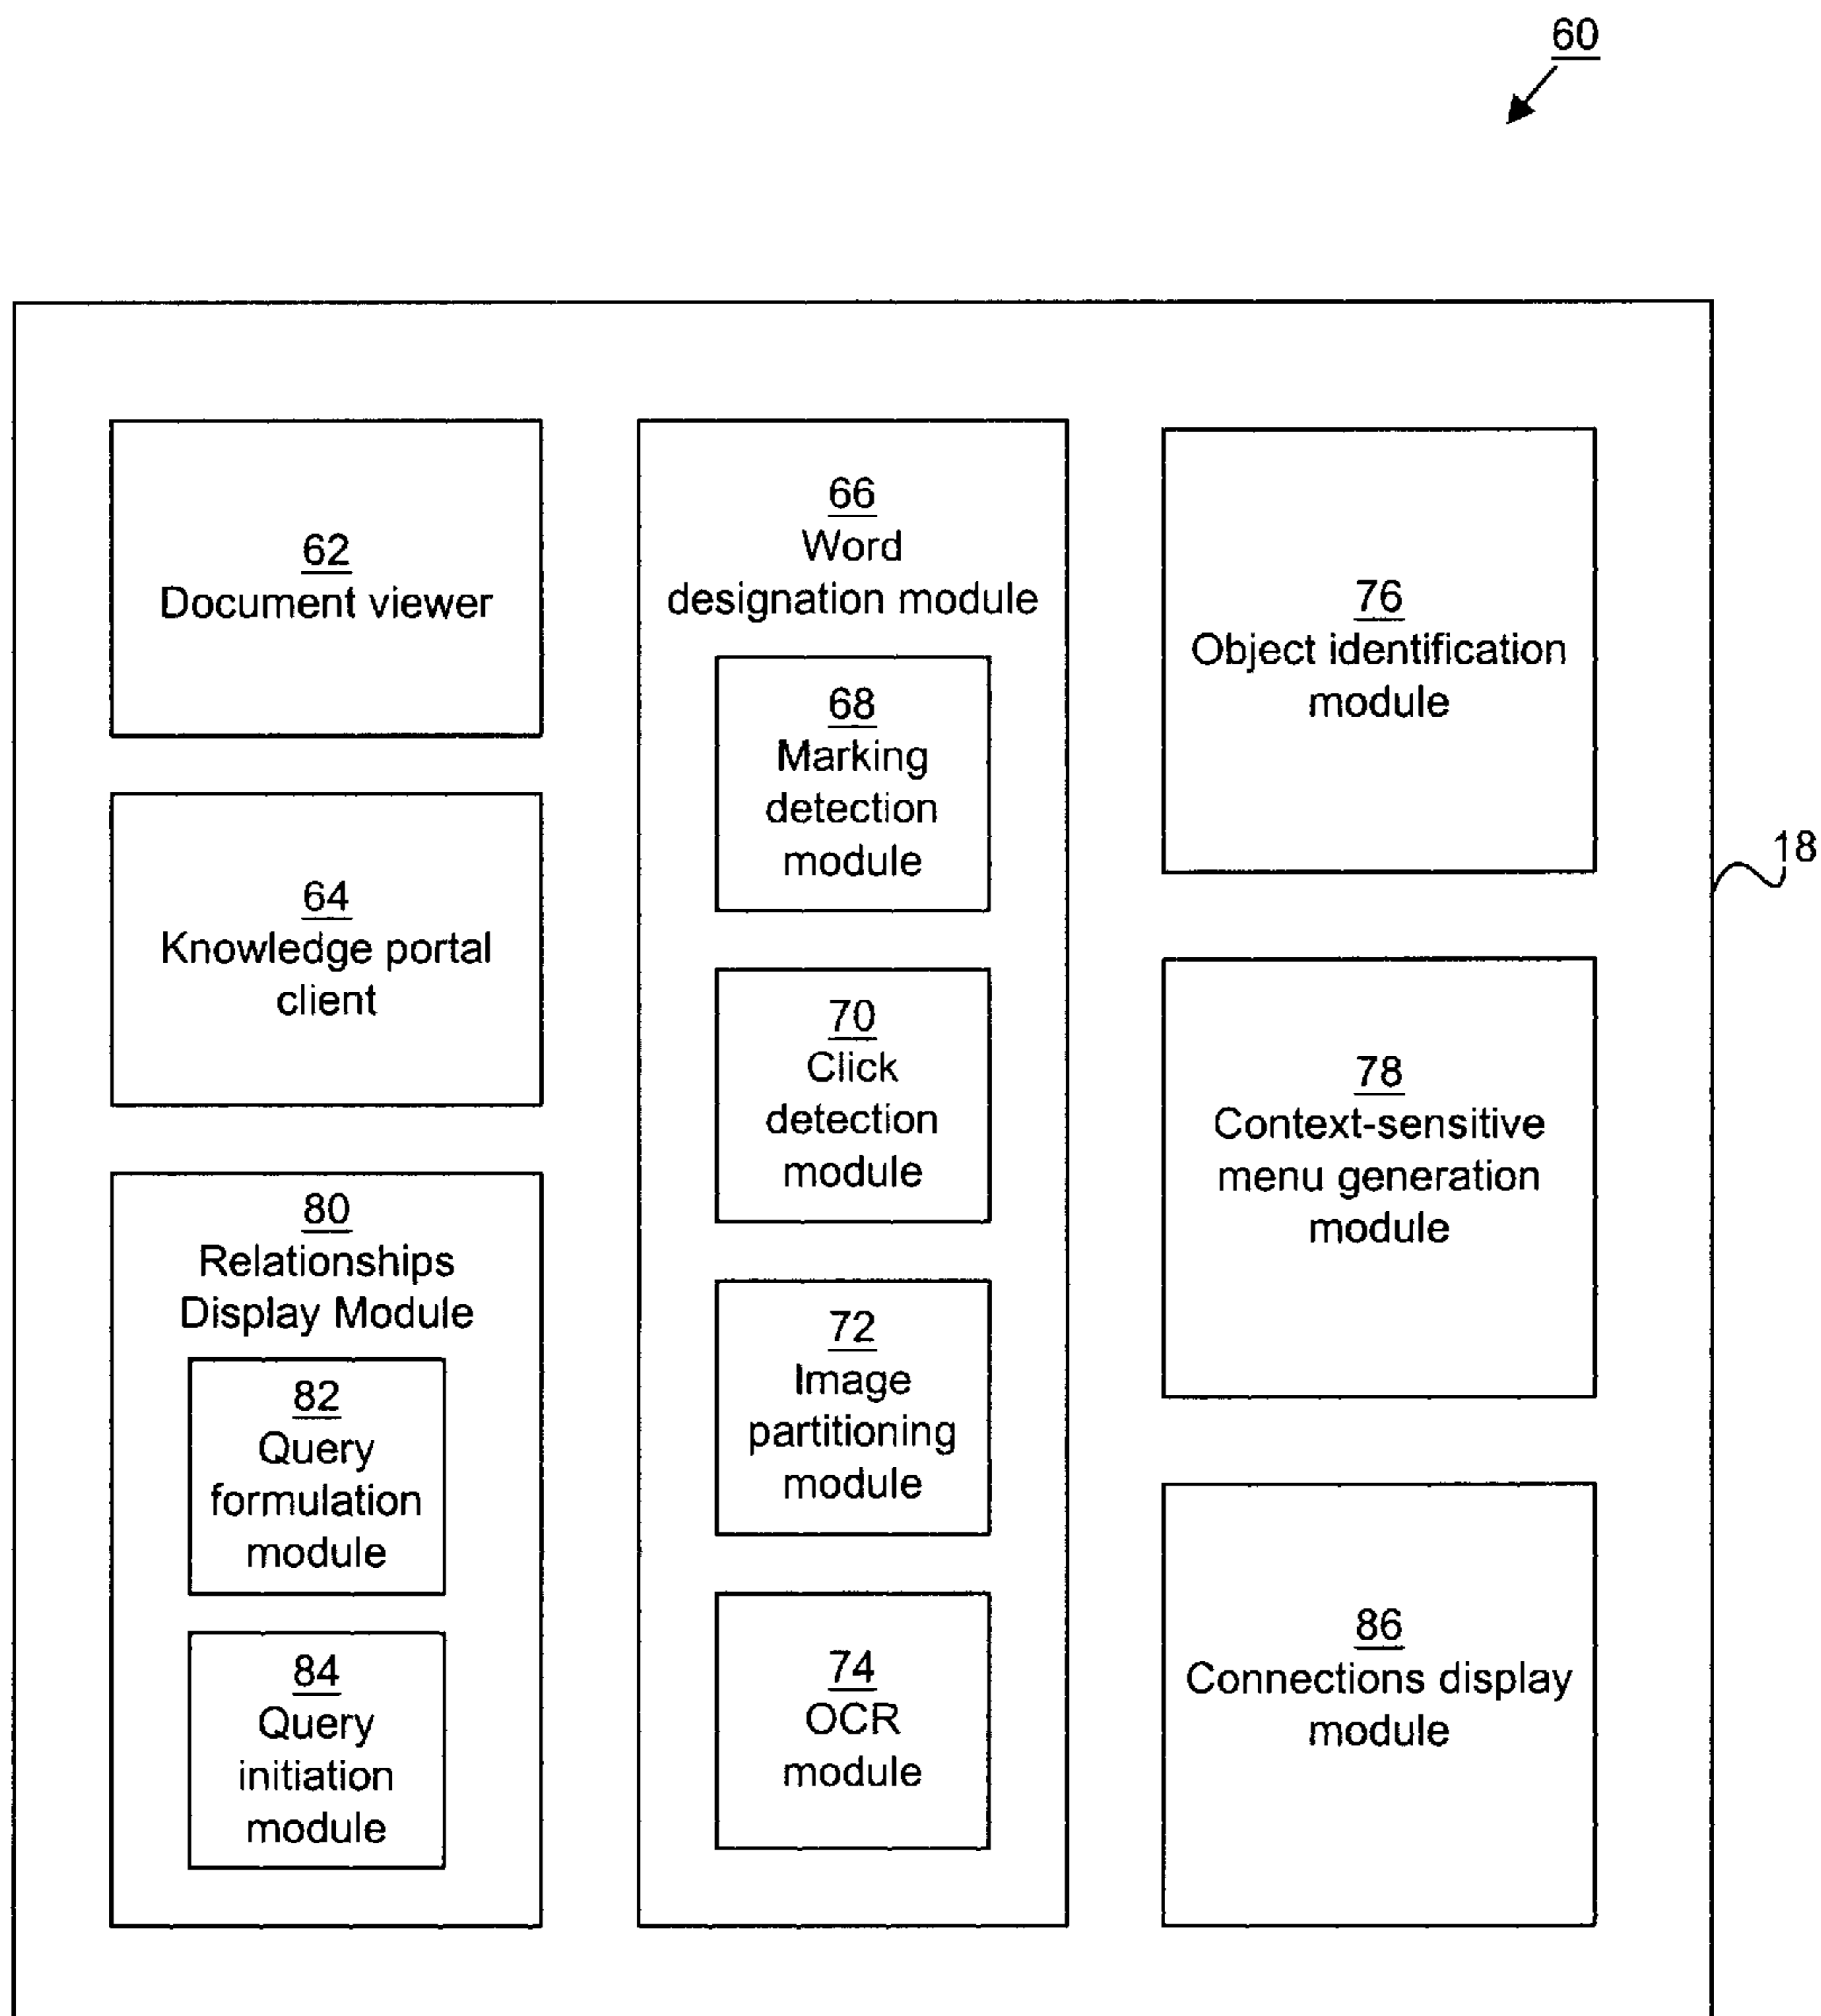 60
62
Document viewer
64
Knowledge portal
client
80
Relationships
Display Module
82
Query
formulation
module
84
Query
initiation
module
66
Word
designation module
68
Marking
detection
module
70
Click
detection
module
72
Image
partitioning
module
74
OCR
module
76
Object identification
module
78
Context-sensitive
menu generation
module
86
Connections display
module
18